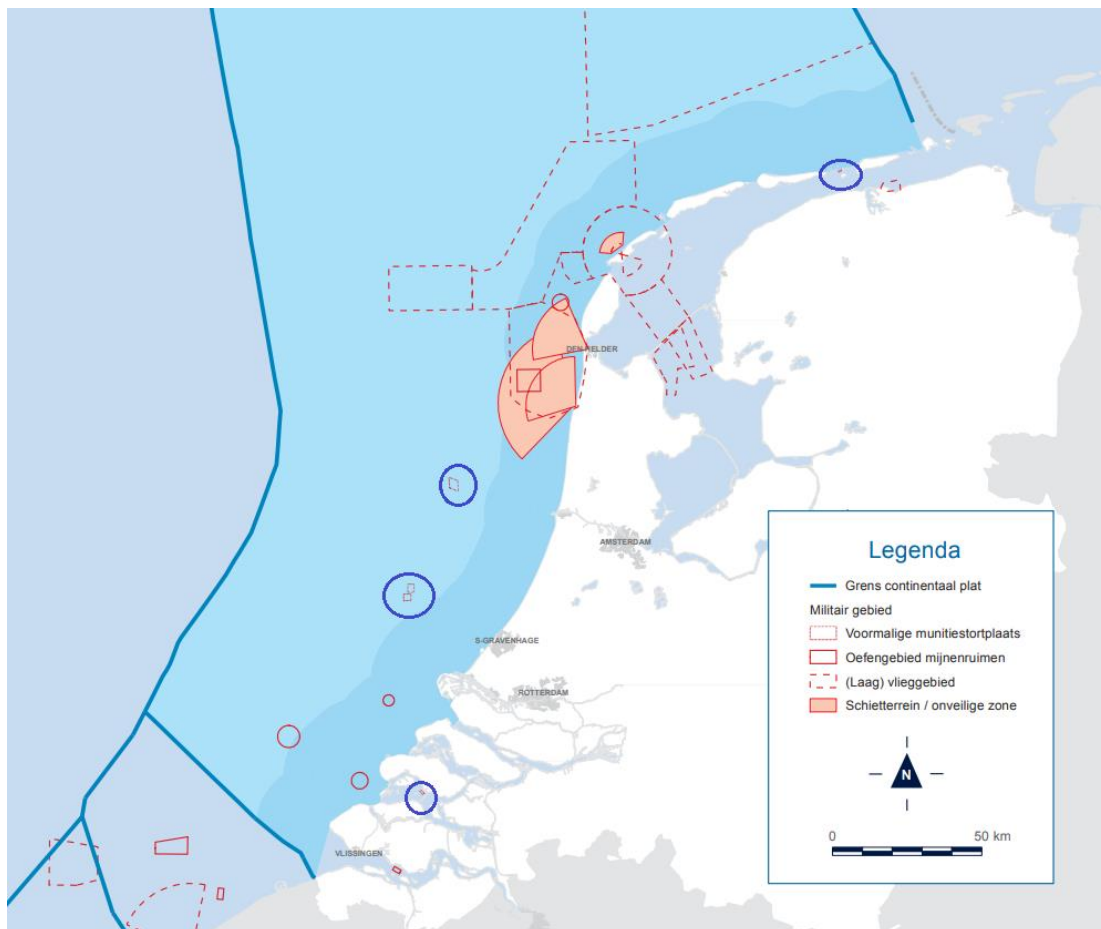 DEN HELDER
AMSTERDAM
S-GRAVENHAGE
ROTTERDAM
VLISSINGEN
Legenda
Grens continentaal plat
Militair gebied
Voormalige munitiestortplaats
Oefengebied mijnenruimen
(Laag) vlieggebied
Schietterrein / onveilige zone
N
0 50 km